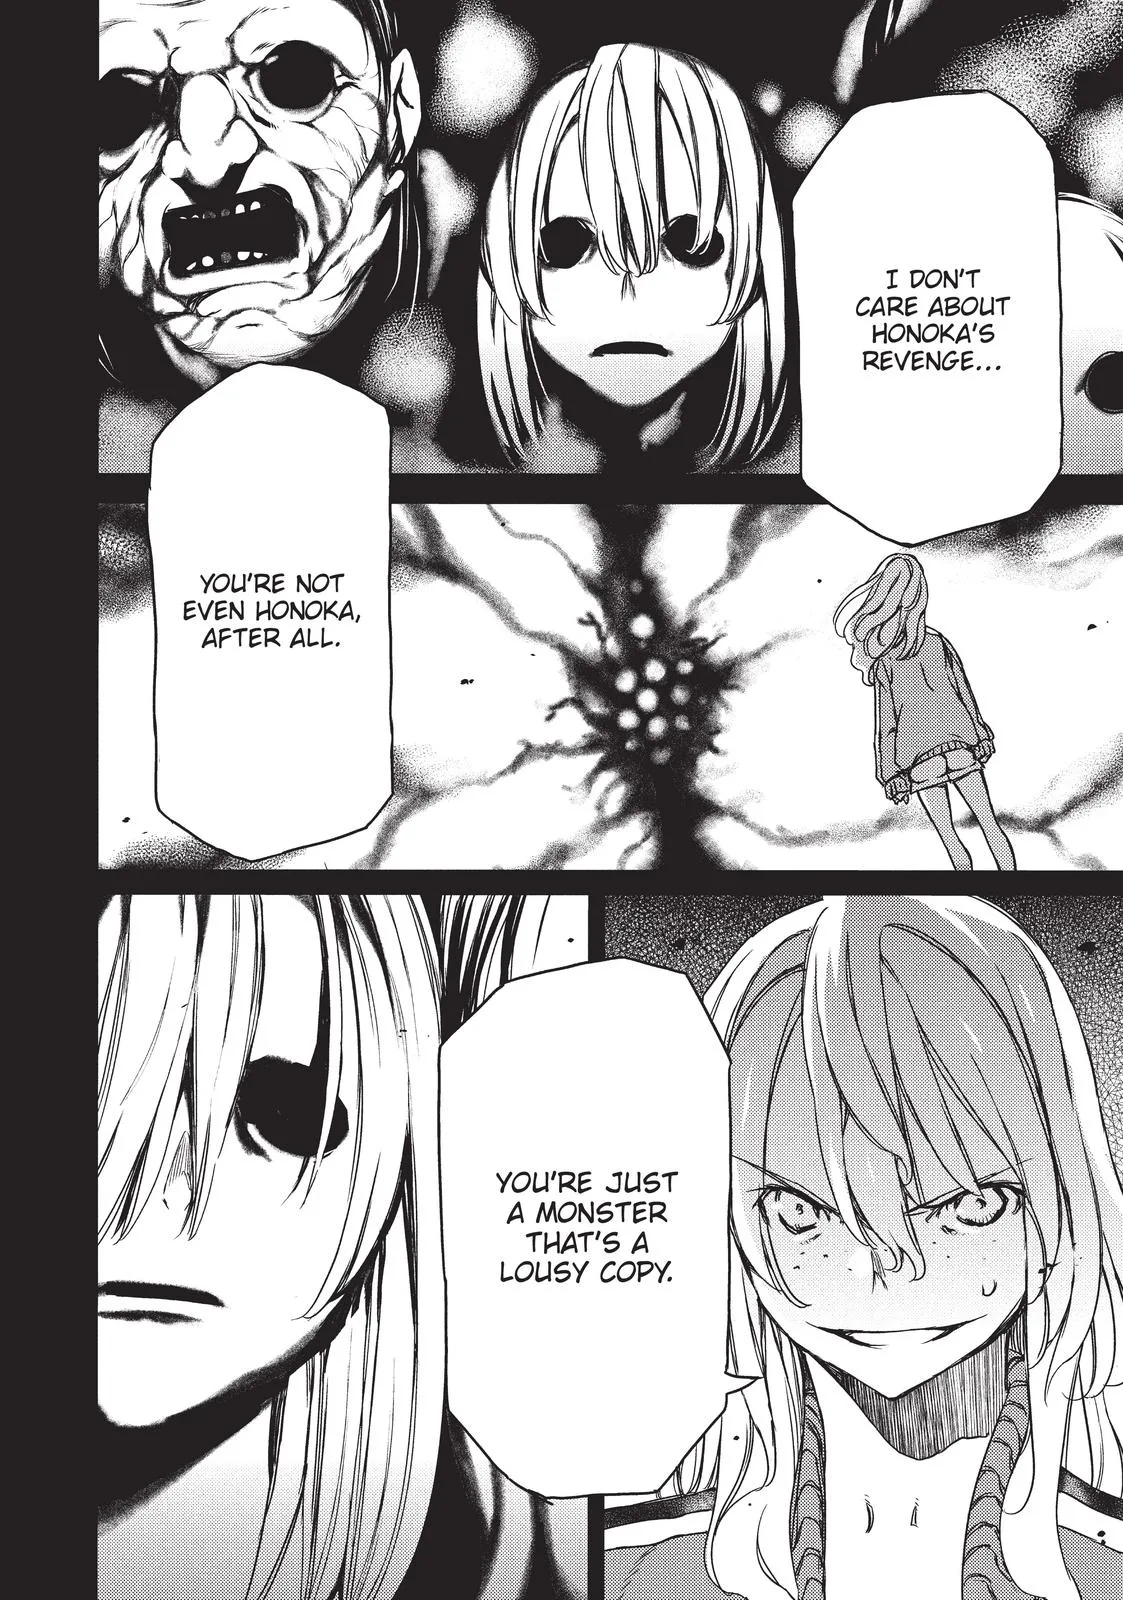 I DON'T
CARE ABOUT
HONOKA'S
REVENGE...
YOU'RE NOT
EVEN HONOKA,
AFTER ALL.
YOU'RE JUST
A MONSTER
THAT'S A
LOUSY COPY.